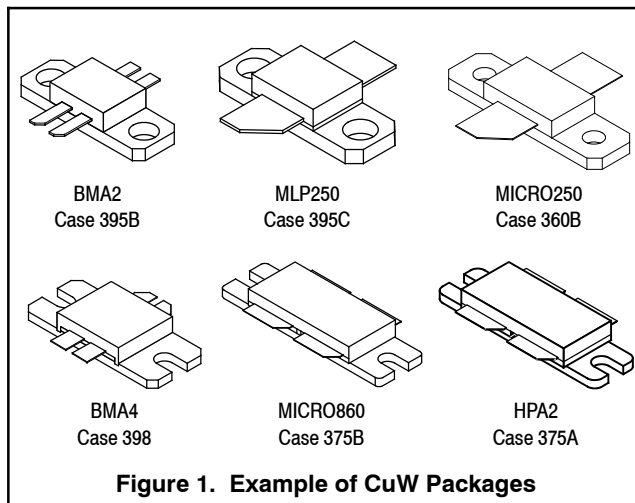 BMA2
Case 395B
MLP250
Case 395C
MICRO250
Case 360B
BMA4
Case 398
MICRO860
Case 375B
HPA2
Case 375A
Figure 1. Example of CuW Packages